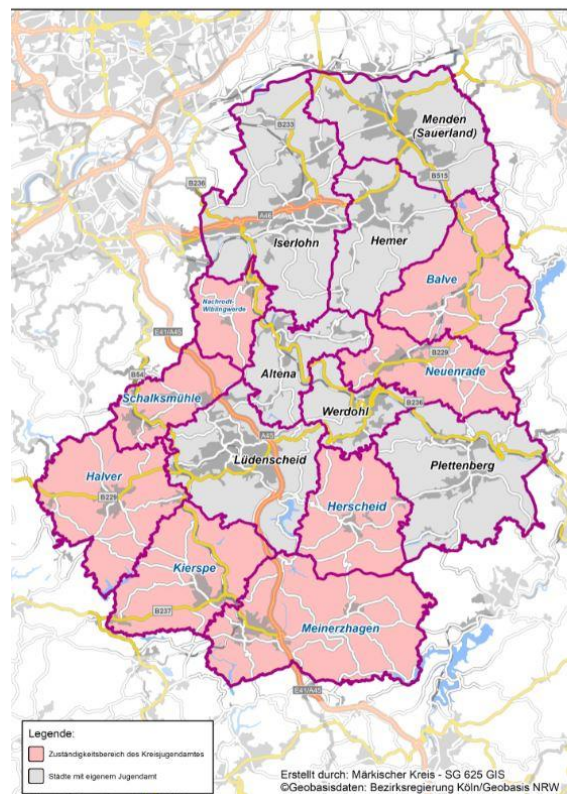 Menden
(Sauerland)
B233
B515
B236
A46
Iserlohn
Hemer
Balve
Nachrodt-
Wiblingwerde
E41/A45
B229
Neuenrade
Altena
B54
Schalksmühle
Werdohl
B236
A45
Lüdenscheid
Plettenberg
Halver
B229
Herscheid
Kierspe
B237
Meinerzhagen
E41/A45
Legende:
Zuständigkeitsbereich des Kreisjugendamtes
Städte mit eigenem Jugendamt
Erstellt durch: Märkischer Kreis - SG 625 GIS
©Geobasisdaten: Bezirksregierung Köln/Geobasis NRW